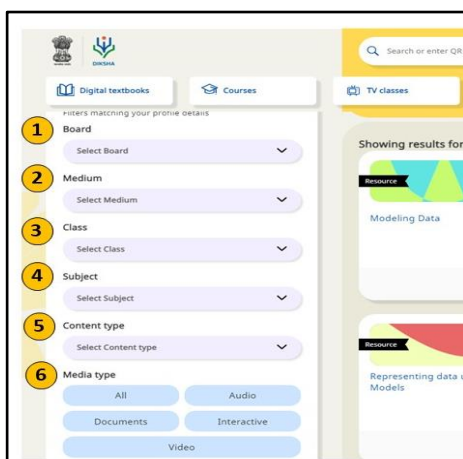 DIKSHA
Search or enter QR
Digital textbooks
Courses
TV classes
Filters matching your profile details
1 Board
Select Board
2 Medium
Select Medium
3 Class
Select Class
4 Subject
Select Subject
5 Content type
Select Content type
6 Media type
All Audio
Documents Interactive
Video
Showing results for
Resource
Modeling Data
Resource
Representing data u
Models